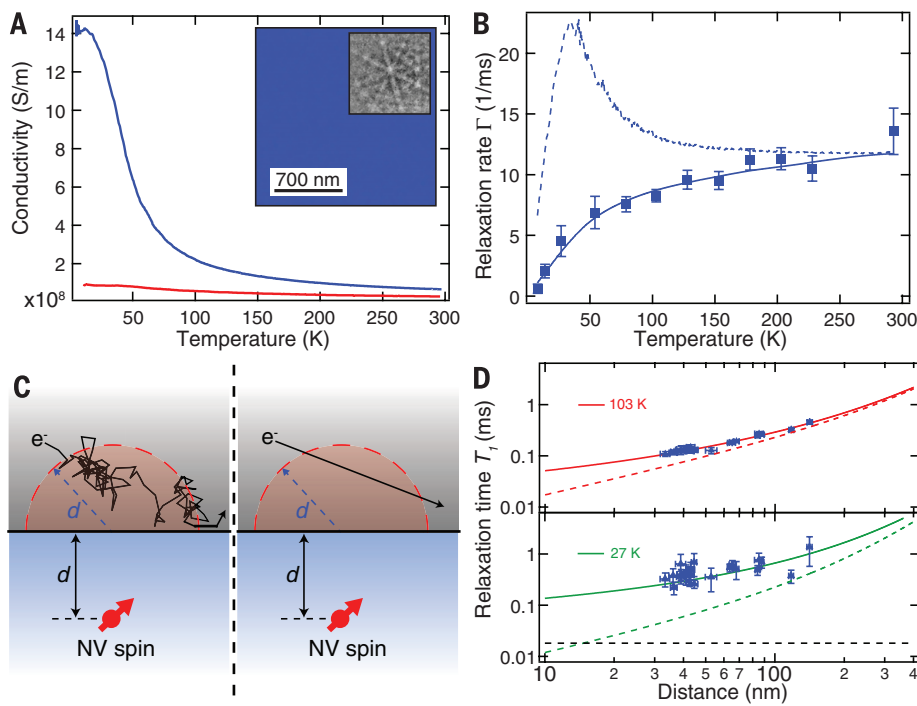 A
Conductivity (S/m)
14
12
10
8
6
4
2
x10⁸
50
100
150
200
250
300
Temperature (K)
700 nm
B
Relaxation rate Γ (1/ms)
20
15
10
5
0
50
100
150
200
250
300
Temperature (K)
C
e⁻
d
d
NV spin
e⁻
d
d
NV spin
D
Relaxation time T₁ (ms)
1
0.1
0.01
103 K
1
0.1
0.01
27 K
10
2
3
4
5
6
7
100
2
3
4
Distance (nm)